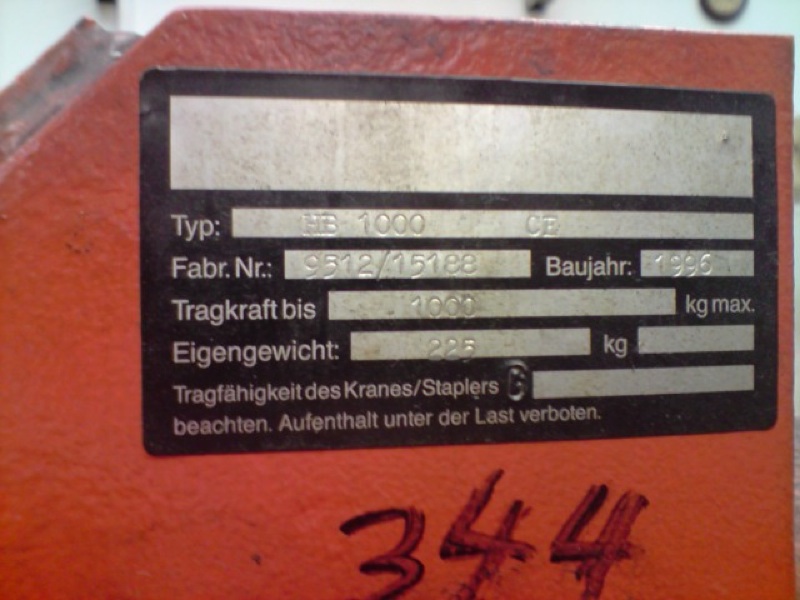 Typ: HB 1000 CE
Fabr. Nr.: 9512/15188 Baujahr: 1996
Tragkraft bis 1000 kg max.
Eigengewicht: 225 kg
Tragfähigkeit des Kranes/Staplers G
beachten. Aufenthalt unter der Last verboten.
344